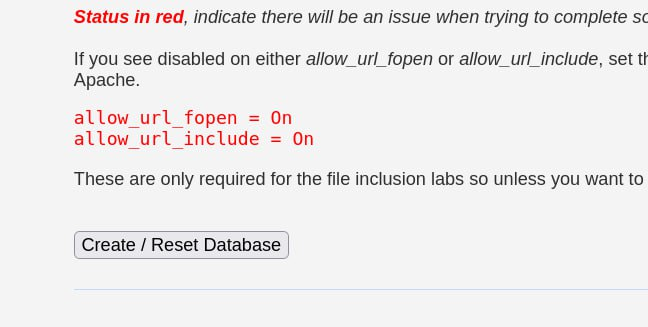 Status in red, indicate there will be an issue when trying to complete
If you see disabled on either allow_url_fopen or allow_url_include, set
Apache.
allow_url_fopen = On
allow_url_include = On
These are only required for the file inclusion labs so unless you want to
Create / Reset Database